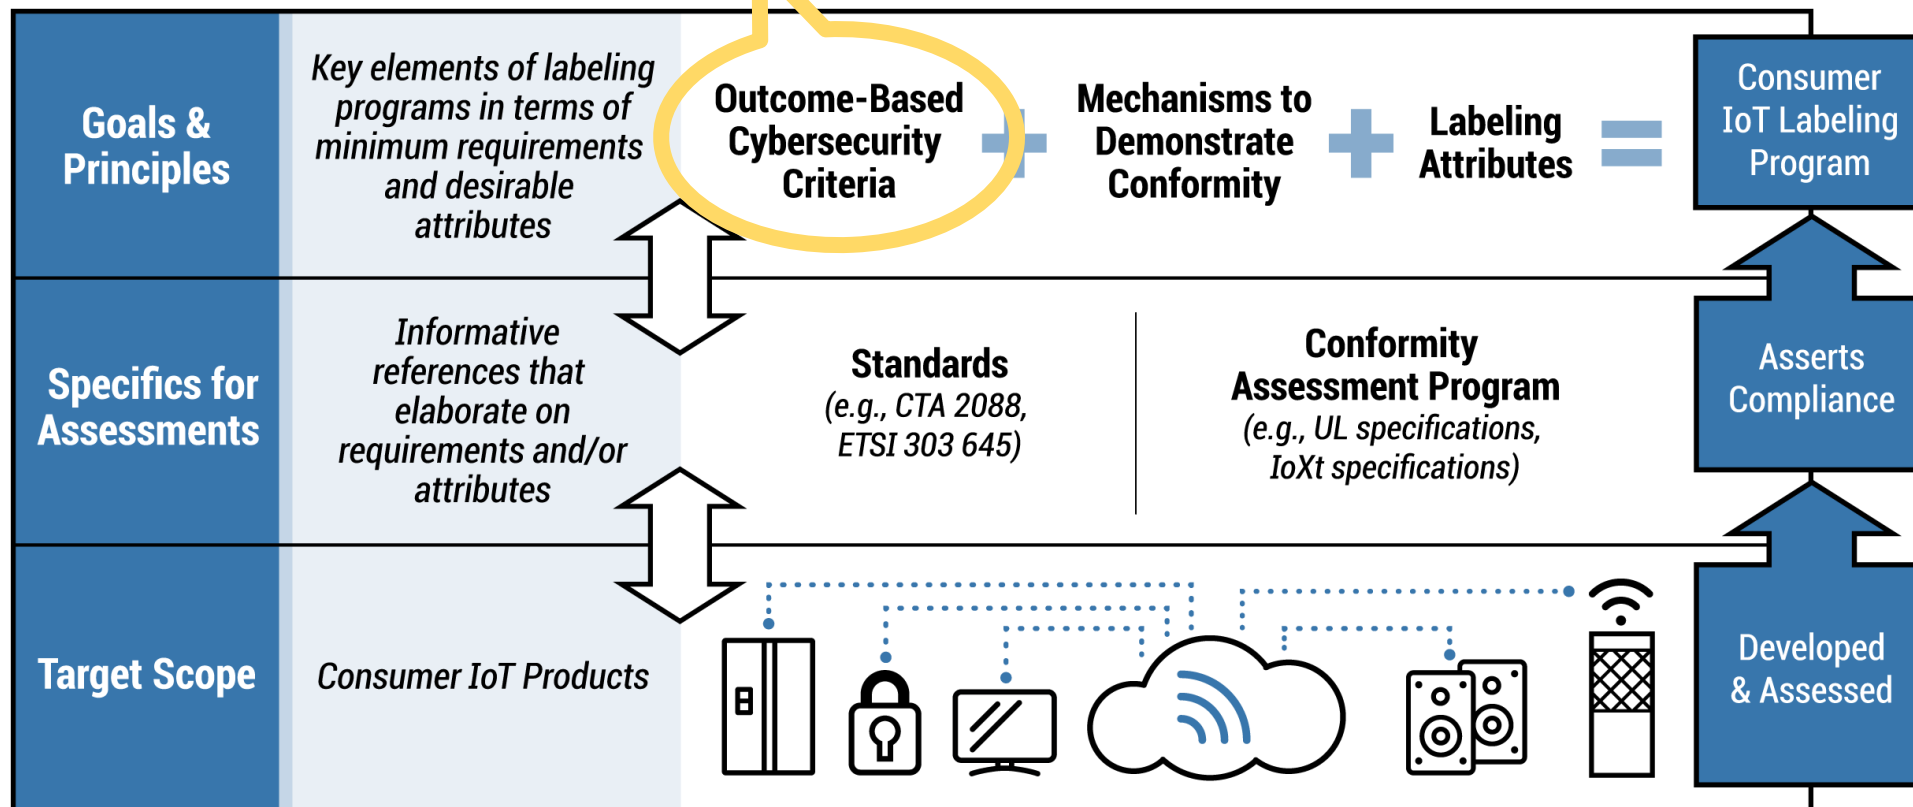 Goals &
Principles
Key elements of labeling
programs in terms of
minimum requirements
and desirable
attributes
Outcome-Based
Cybersecurity
Criteria
+
Mechanisms to
Demonstrate
Conformity
+
Labeling
Attributes
=
Consumer
IoT Labeling
Program
Specifics for
Assessments
Informative
references that
elaborate on
requirements and/or
attributes
Standards
(e.g., CTA 2088,
ETSI 303 645)
Conformity
Assessment Program
(e.g., UL specifications,
IoXt specifications)
Asserts
Compliance
Target Scope
Consumer IoT Products
Developed
& Assessed